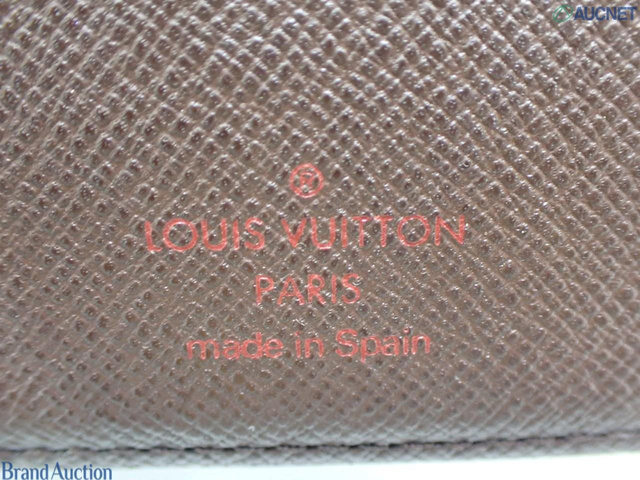 AUCNET
®
LOUIS VUITTON
PARIS
made in Spain
Brand Auction